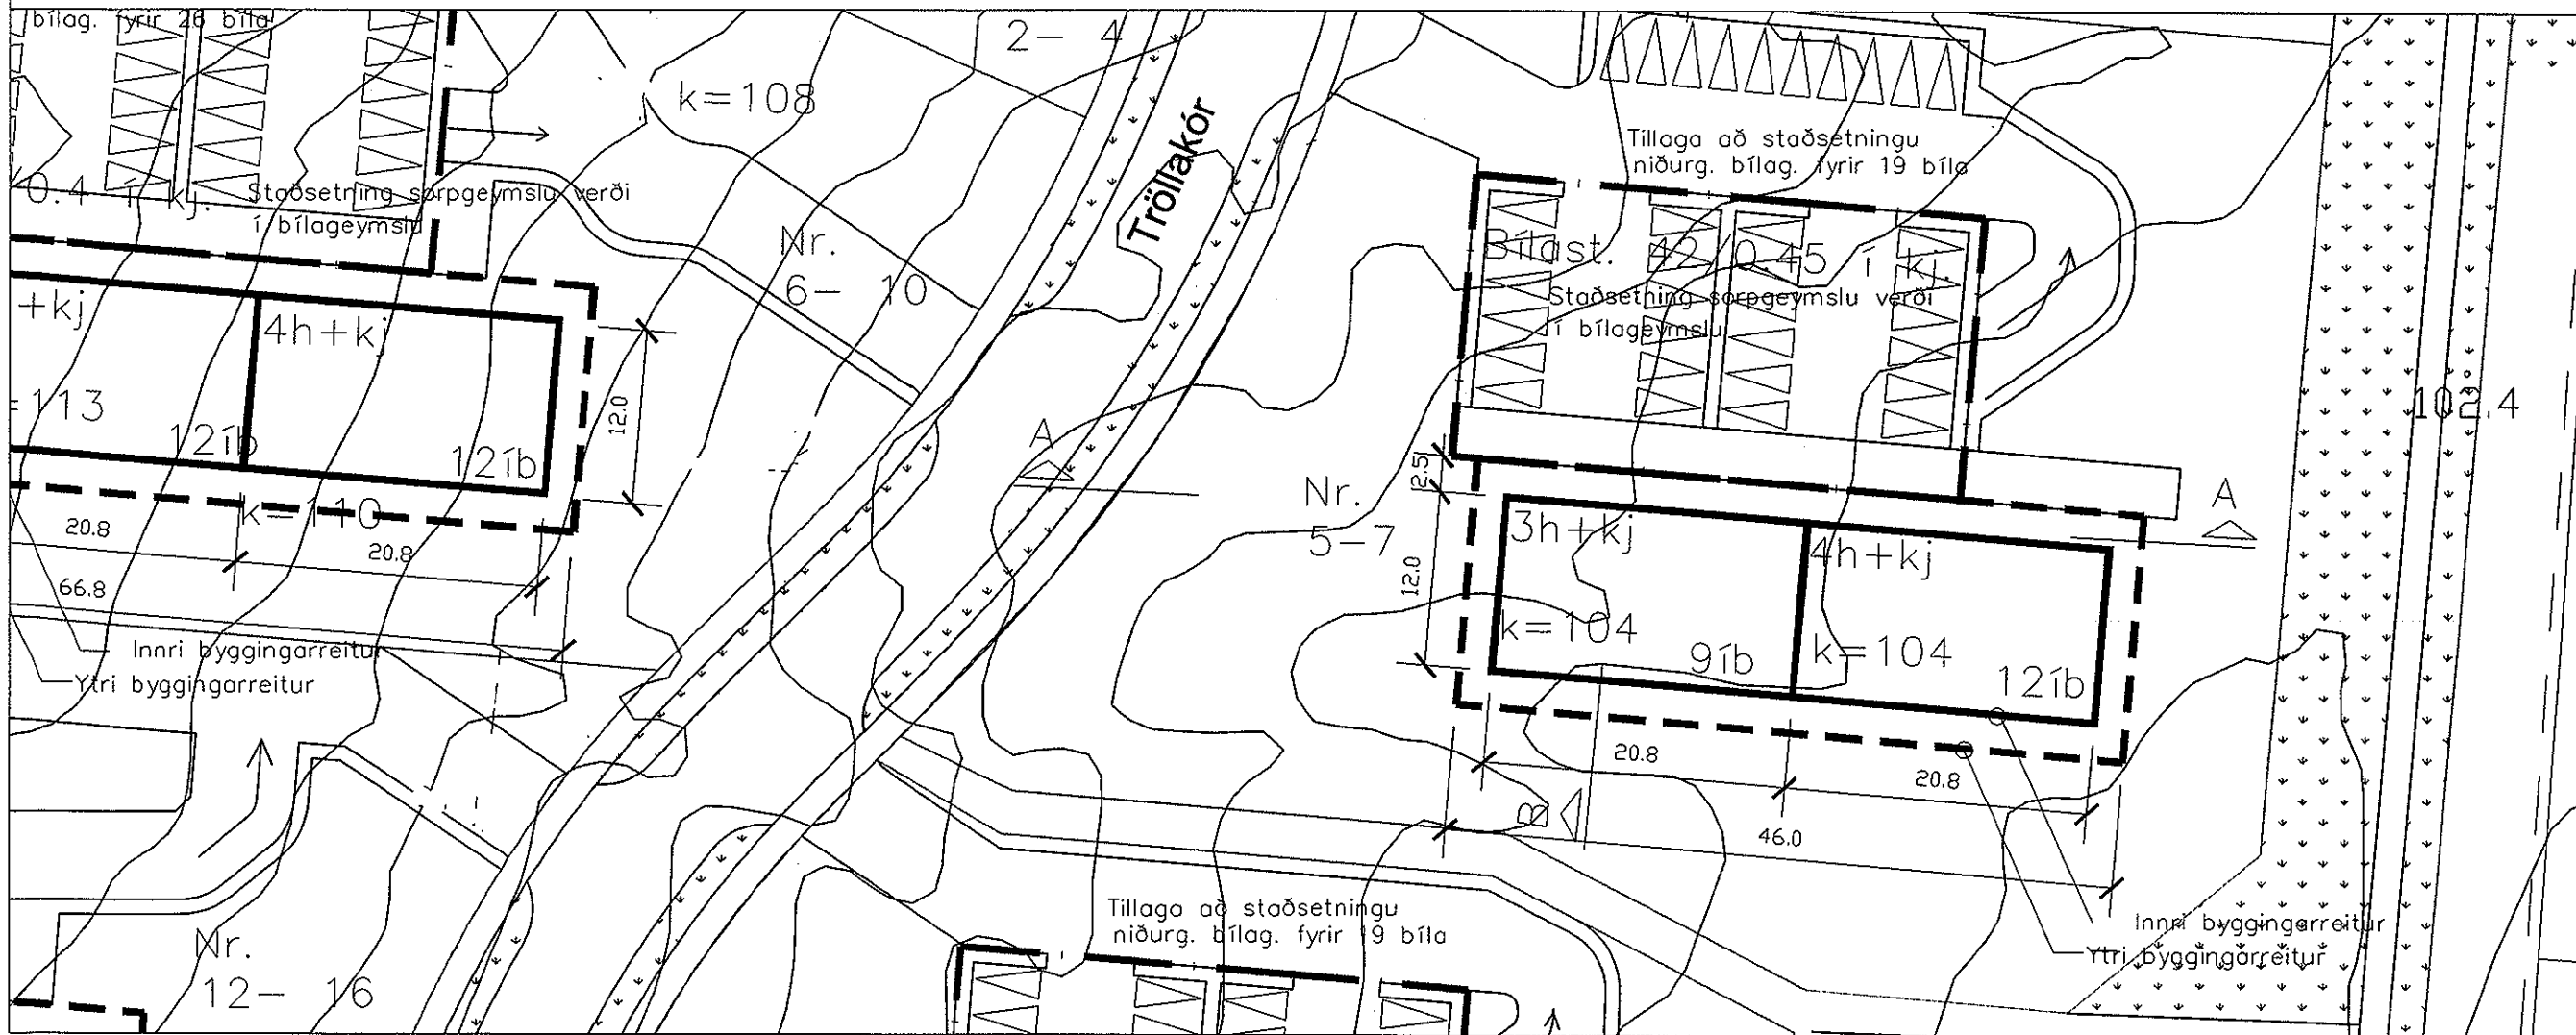 bílag. fyrir 26 bíla
2- 4
k=108
Tröllakór
Tillaga að staðsetningu
niðurg. bílag. fyrir 19 bíla
0.4 í kj.
Staðsetning sorpgeymslu verði
í bílageymslu
Nr.
6- 10
Bílast. 42/0.45 í kj.
Staðsetning sorpgeymslu verði
í bílageymslu
+kj
4h+kj
12.0
=113
12íb
12íb
102.4
A
k=110
20.8
20.8
66.8
Nr.
5-7
2.5
12.0
A
3h+kj
4h+kj
k=104
9íb
k=104
12íb
Innri byggingarreitur
Ytri byggingarreitur
20.8
20.8
B
46.0
Tillaga að staðsetningu
niðurg. bílag. fyrir 19 bíla
Innri byggingarreitur
Ytri byggingarreitur
Nr.
12- 16